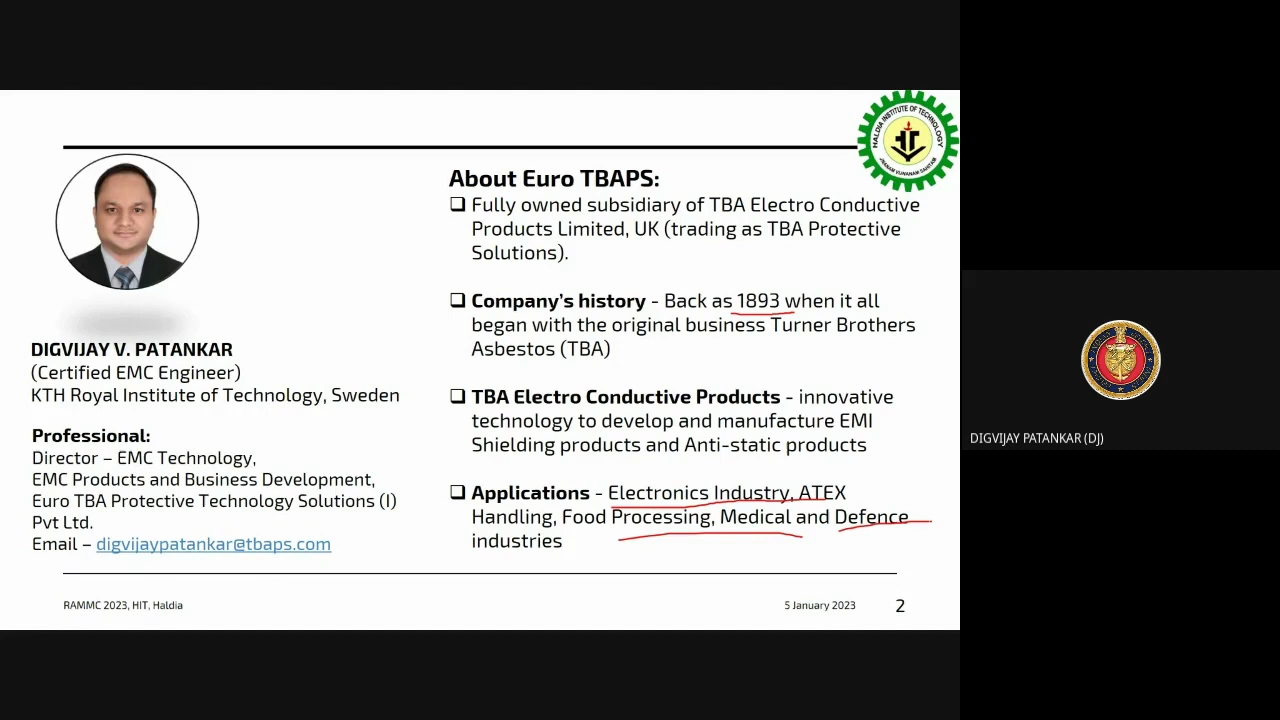 HALDIA INSTITUTE OF TECHNOLOGY
About Euro TBAPS:
Fully owned subsidiary of TBA Electro Conductive
Products Limited, UK (trading as TBA Protective
Solutions).
Company's history - Back as 1893 when it all
began with the original business Turner Brothers
Asbestos (TBA)
TBA Electro Conductive Products - innovative
technology to develop and manufacture EMI
Shielding products and Anti-static products
Applications - Electronics Industry, ATEX
Handling, Food Processing, Medical and Defence
industries
DIGVIJAY V. PATANKAR
(Certified EMC Engineer)
KTH Royal Institute of Technology, Sweden
Professional:
Director – EMC Technology,
EMC Products and Business Development,
Euro TBA Protective Technology Solutions (I)
Pvt Ltd.
Email – digvijaypatankar@tbaps.com
RAMMC 2023, HIT, Haldia
5 January 2023
2
DIGVIJAY PATANKAR (DJ)